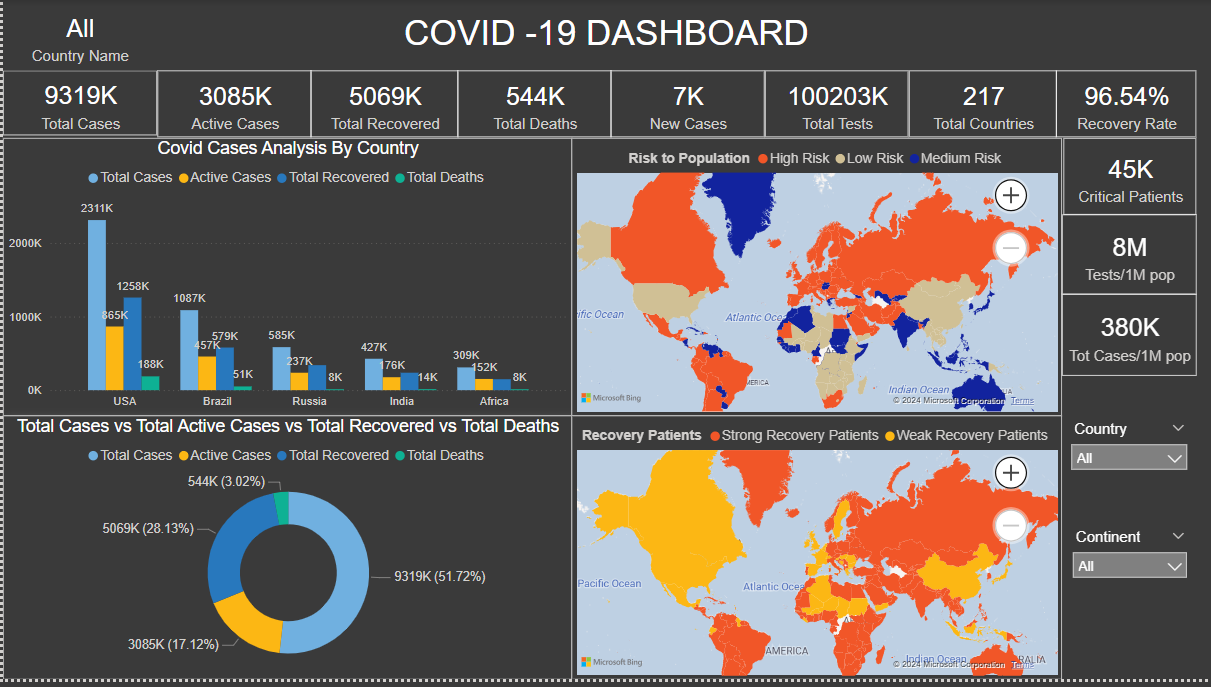 All
Country Name
COVID -19 DASHBOARD
9319K
Total Cases
3085K
Active Cases
5069K
Total Recovered
544K
Total Deaths
7K
New Cases
100203K
Total Tests
217
Total Countries
96.54%
Recovery Rate
Covid Cases Analysis By Country
Total Cases Active Cases Total Recovered Total Deaths
2000K
1000K
0K
2311K
865K
1258K
188K
1087K
457K
579K
51K
585K
237K
8K
427K
176K
14K
309K
152K
8K
USA Brazil Russia India Africa
Risk to Population High Risk Low Risk Medium Risk
ific Ocean
Atlantic Oce
MERICA
Indian Ocean
IA
Microsoft Bing
© 2024 Microsoft Corporation Terms
45K
Critical Patients
8M
Tests/1M pop
380K
Tot Cases/1M pop
Total Cases vs Total Active Cases vs Total Recovered vs Total Deaths
Total Cases Active Cases Total Recovered Total Deaths
544K (3.02%)
5069K (28.13%)
9319K (51.72%)
3085K (17.12%)
Recovery Patients Strong Recovery Patients Weak Recovery Patients
Pacific Ocean
Atlantic Ocea
AMERICA
Indian Ocean
RALIA
Microsoft Bing
© 2024 Microsoft Corporation Terms
Country
All
Continent
All